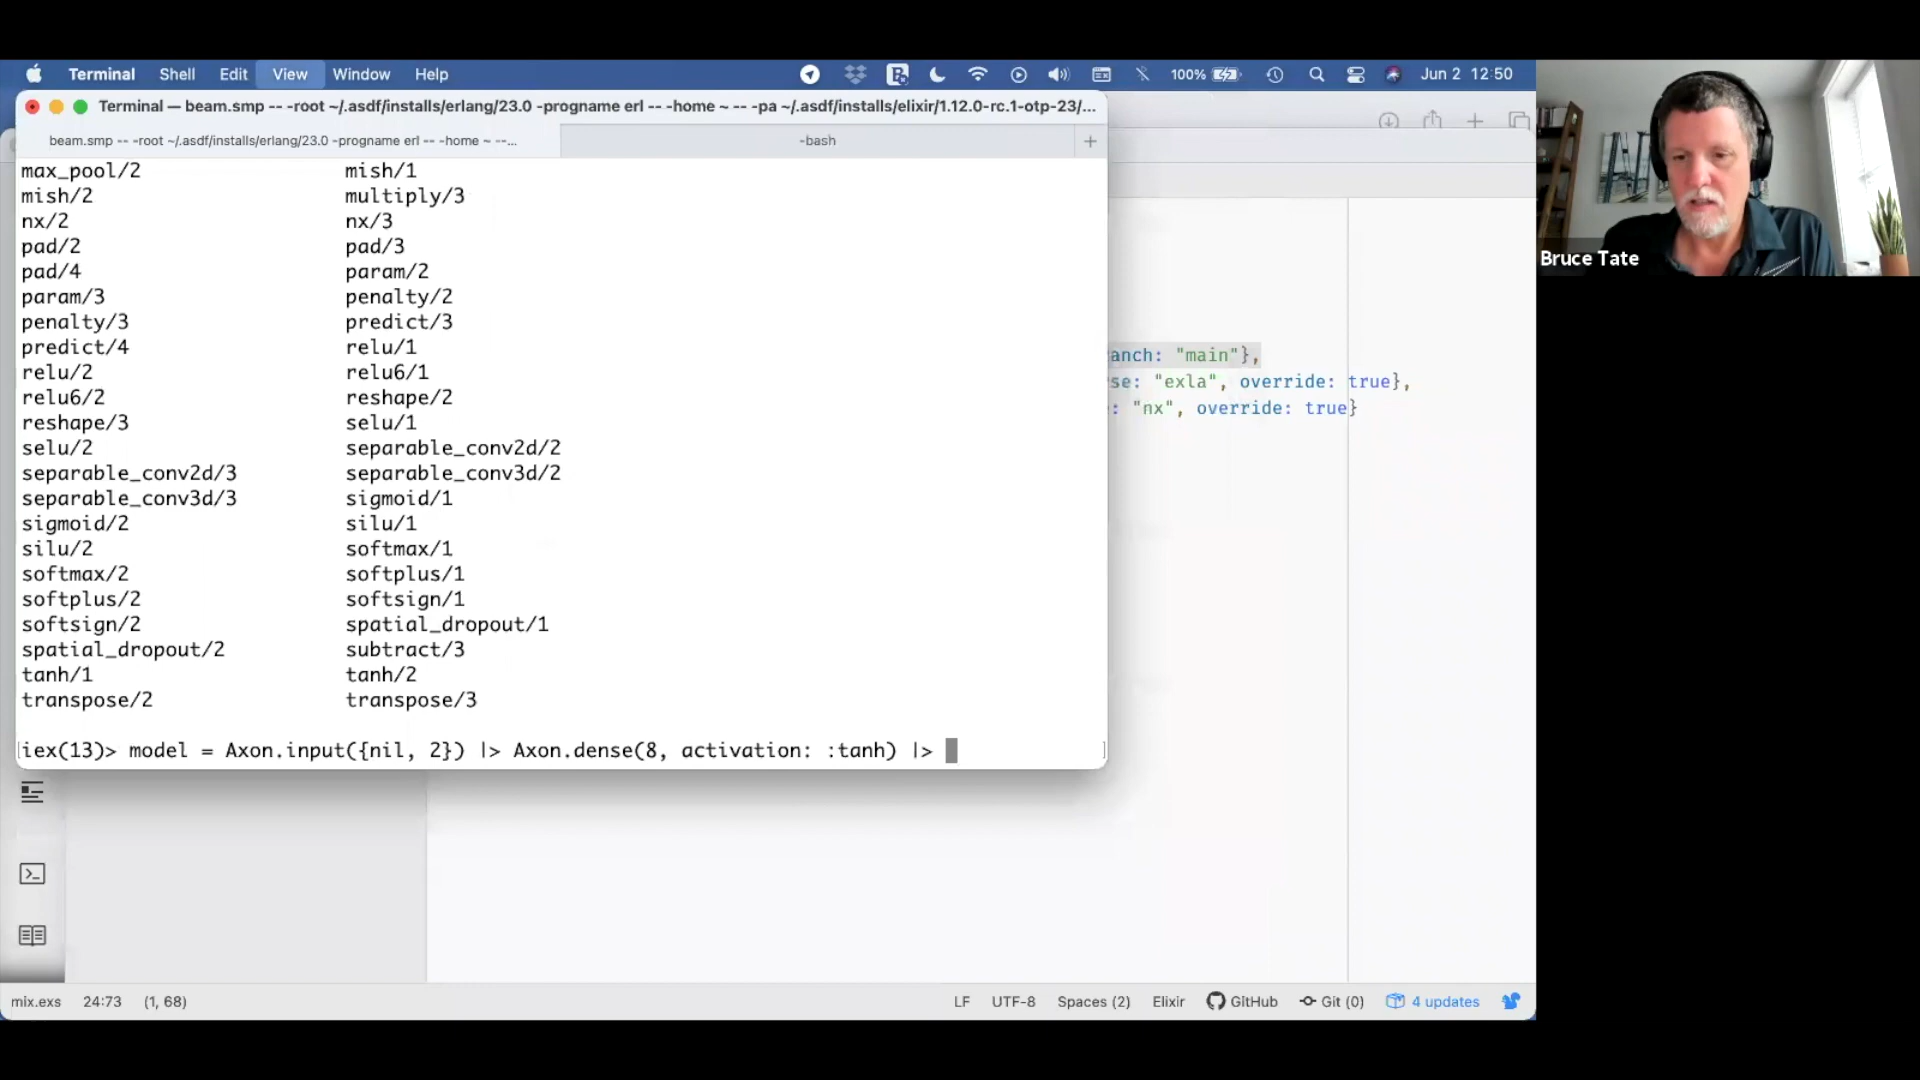 Terminal Shell Edit View Window Help 100% Jun 2 12:50
Terminal — beam.smp -- -root ~/.asdf/installs/erlang/23.0 -progname erl -- -home ~ -- -pa ~/.asdf/installs/elixir/1.12.0-rc.1-otp-23/...
beam.smp -- -root ~/.asdf/installs/erlang/23.0 -progname erl -- -home ~ --... -bash
max_pool/2 mish/1
mish/2 multiply/3
nx/2 nx/3
pad/2 pad/3
pad/4 param/2
param/3 penalty/2
penalty/3 predict/3
predict/4 relu/1
relu/2 relu6/1
relu6/2 reshape/2
reshape/3 selu/1
selu/2 separable_conv2d/2
separable_conv2d/3 separable_conv3d/2
separable_conv3d/3 sigmoid/1
sigmoid/2 silu/1
silu/2 softmax/1
softmax/2 softplus/1
softplus/2 softsign/1
softsign/2 spatial_dropout/1
spatial_dropout/2 subtract/3
tanh/1 tanh/2
transpose/2 transpose/3
iex(13)> model = Axon.input({nil, 2}) |> Axon.dense(8, activation: :tanh) |>
anch: "main"},
se: "exla", override: true},
: "nx", override: true}
Bruce Tate
mix.exs 24:73 (1, 68) LF UTF-8 Spaces (2) Elixir GitHub Git (0) 4 updates